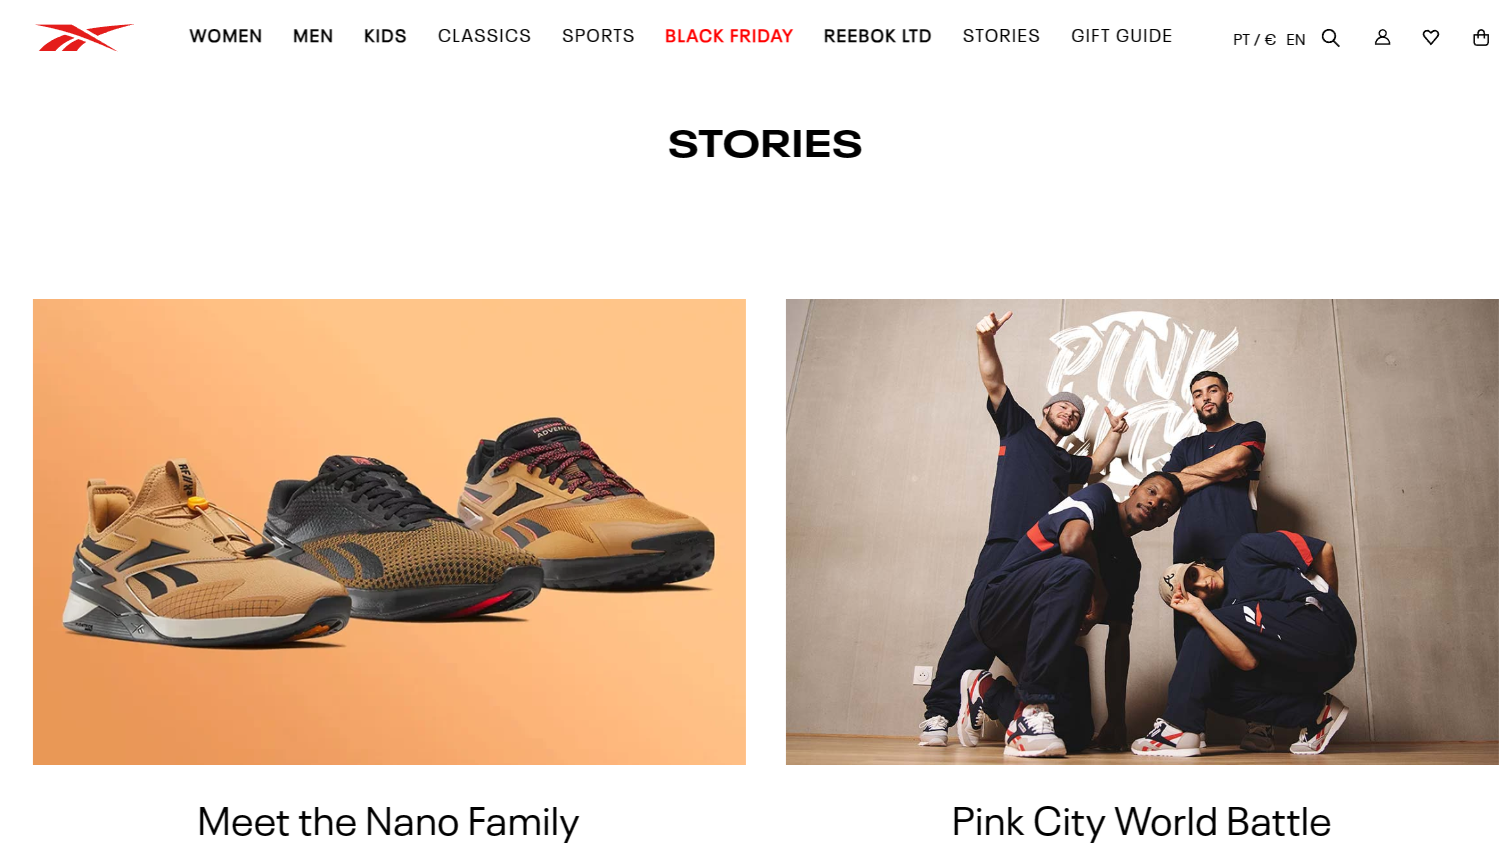 WOMEN MEN KIDS CLASSICS SPORTS BLACK FRIDAY REEBOK LTD STORIES GIFT GUIDE PT / € EN
STORIES
PINK
CITY
Meet the Nano Family
Pink City World Battle